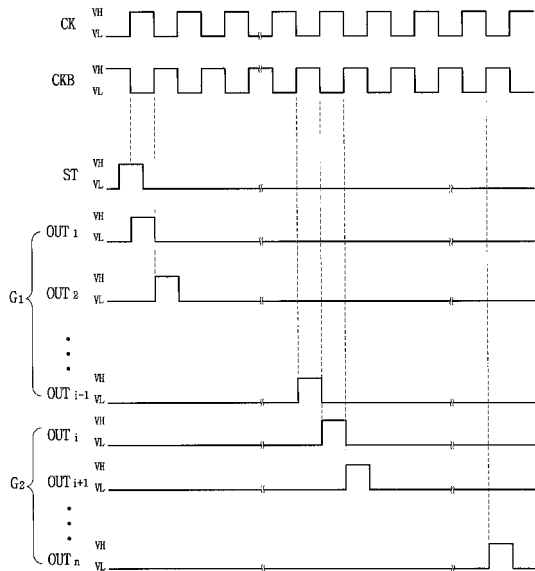 CK VH
VL
CKB VH
VL
ST VH
VL
OUT 1 VH
VL
OUT 2 VH
VL
G1
OUT i-1 VH
VL
OUT i VH
VL
OUT i+1 VH
VL
G2
OUT n VH
VL